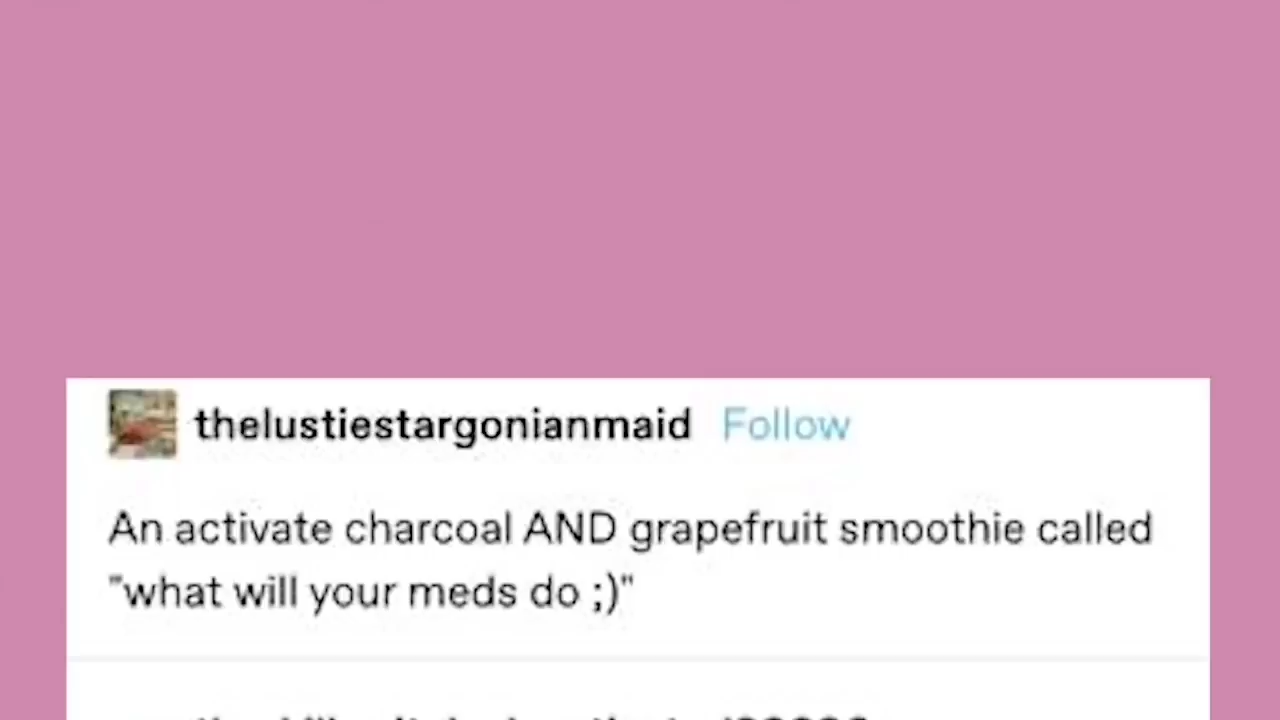 thelustiestargonianmaid Follow
An activate charcoal AND grapefruit smoothie called
"what will your meds do ;)"